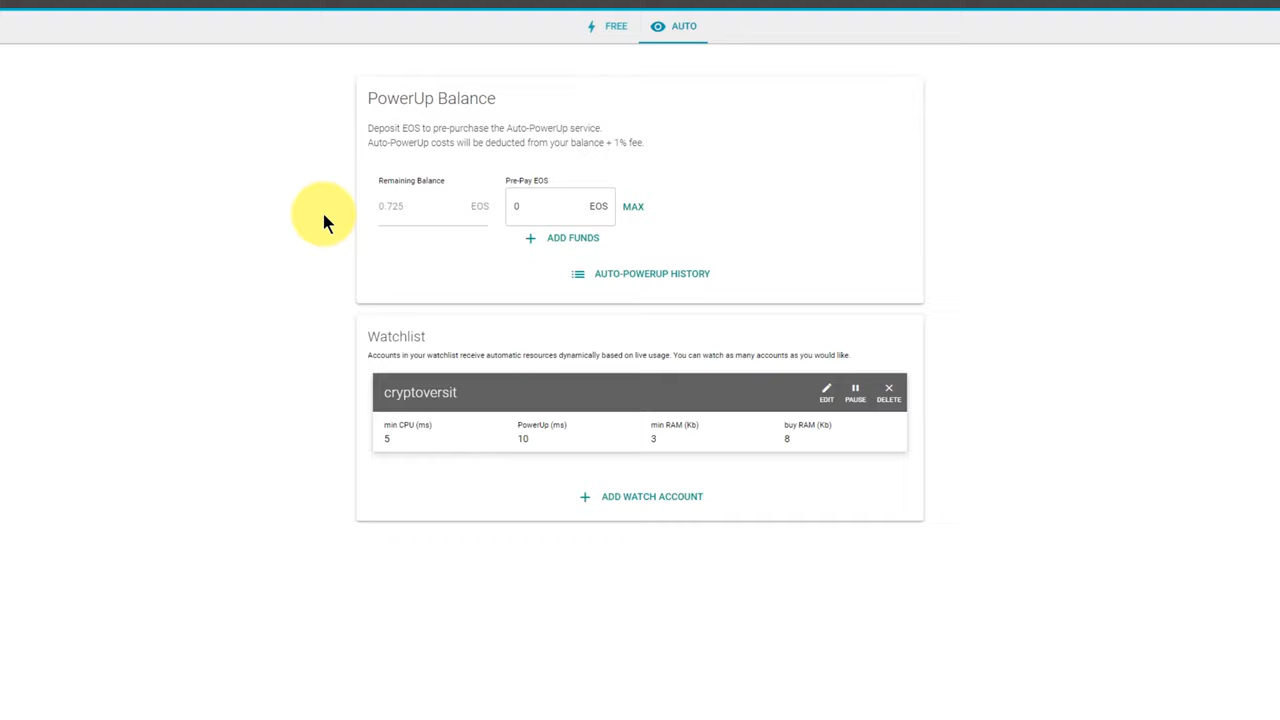 FREE AUTO
PowerUp Balance
Deposit EOS to pre-purchase the Auto-PowerUp service.
Auto-PowerUp costs will be deducted from your balance + 1% fee.
Remaining Balance Pre-Pay EOS
0.725 EOS 0 EOS MAX
ADD FUNDS
AUTO-POWERUP HISTORY
Watchlist
Accounts in your watchlist receive automatic resources dynamically based on live usage. You can watch as many accounts as you would like.
cryptoversit EDIT PAUSE DELETE
min CPU (ms) PowerUp (ms) min RAM (Kb) buy RAM (Kb)
5 10 3 8
ADD WATCH ACCOUNT